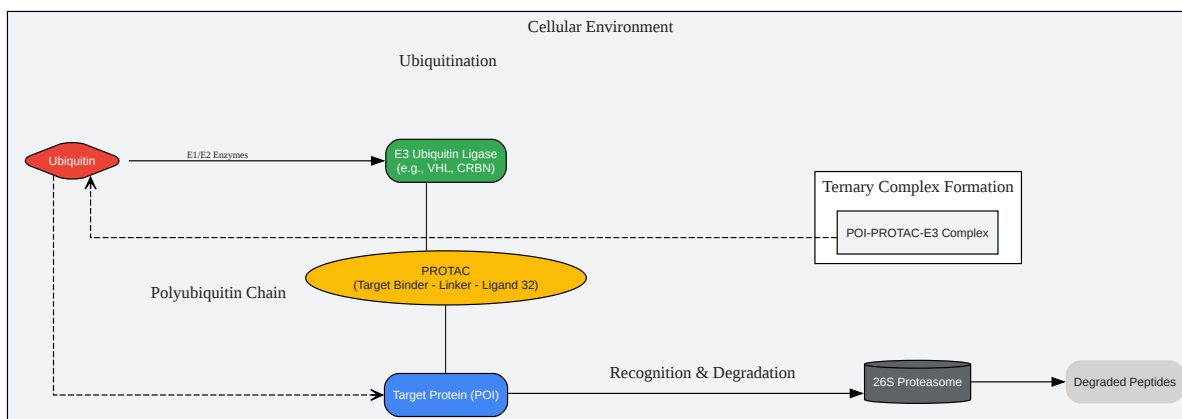 Cellular Environment
Ubiquitination
Ubiquitin
E1/E2 Enzymes
E3 Ubiquitin Ligase
(e.g., VHL, CRBN)
Ternary Complex Formation
POI-PROTAC-E3 Complex
PROTAC
(Target Binder - Linker - Ligand 32)
Polyubiquitin Chain
Target Protein (POI)
Recognition & Degradation
26S Proteasome
Degraded Peptides